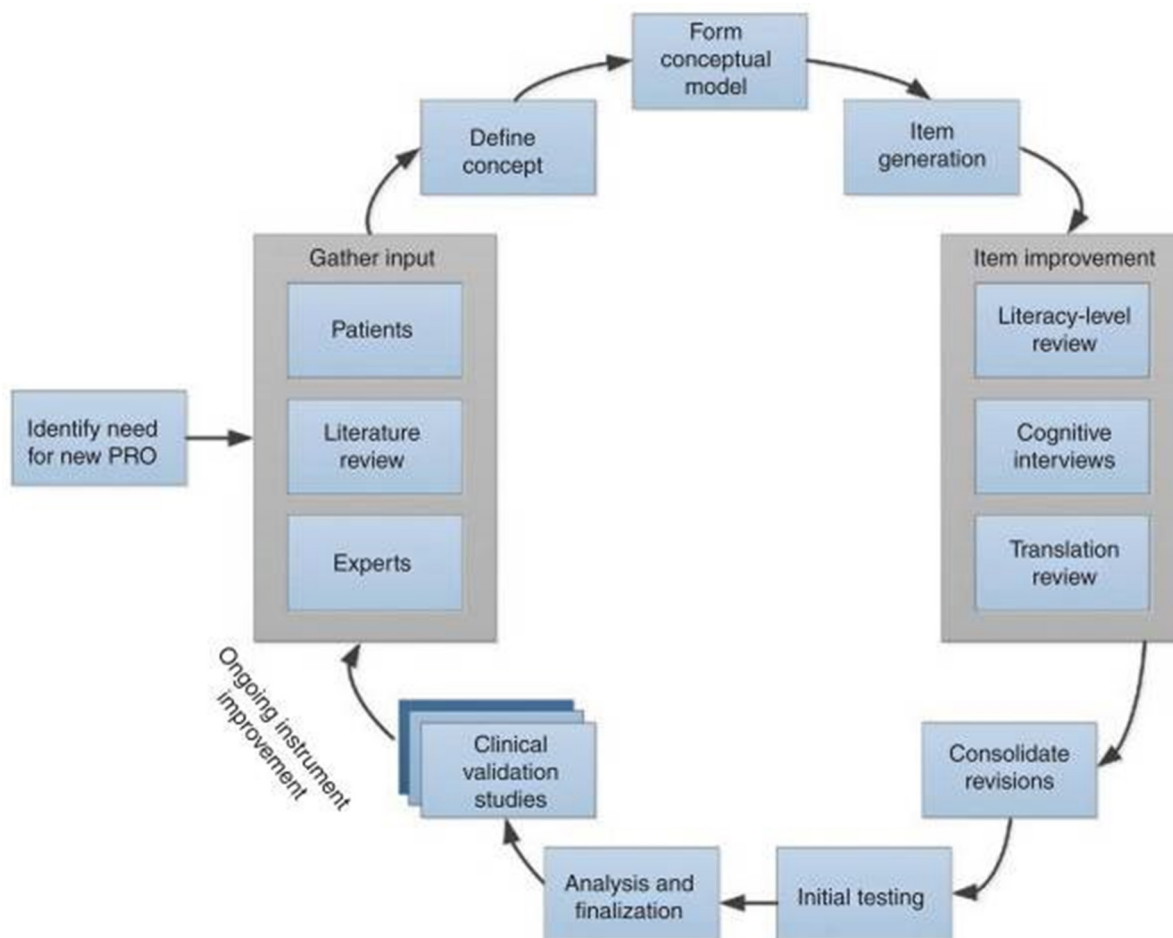 Form
conceptual
model
Define
concept
Item
generation
Gather input
Patients
Literature
review
Experts
Item improvement
Literacy-level
review
Cognitive
interviews
Translation
review
Identify need
for new PRO
Ongoing instrument
improvement
Clinical
validation
studies
Consolidate
revisions
Analysis and
finalization
Initial testing